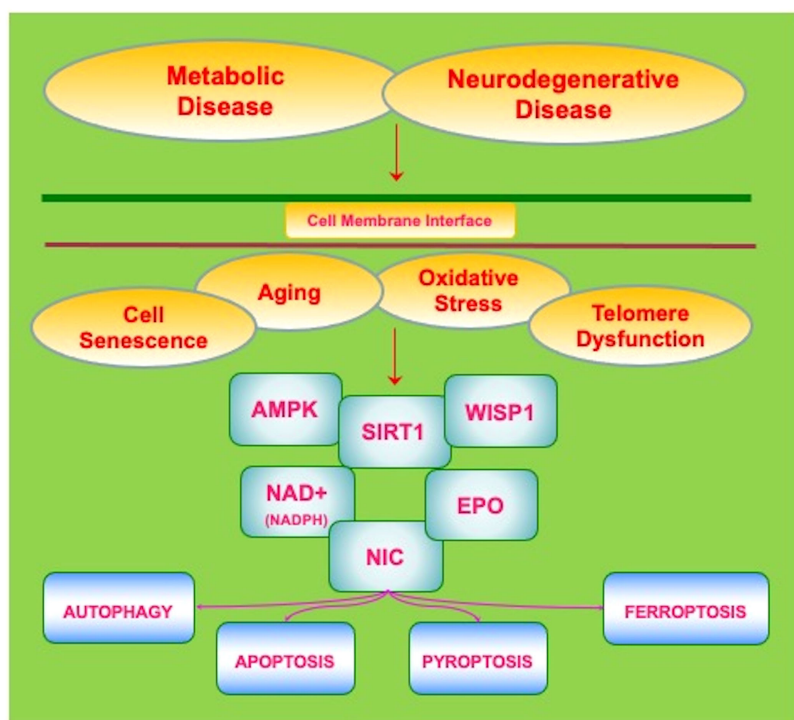 Metabolic
Disease
Neurodegenerative
Disease
Cell Membrane Interface
Cell
Senescence
Aging
Oxidative
Stress
Telomere
Dysfunction
AMPK
SIRT1
WISP1
NAD+
(NADPH)
EPO
NIC
AUTOPHAGY
APOPTOSIS
PYROPTOSIS
FERROPTOSIS